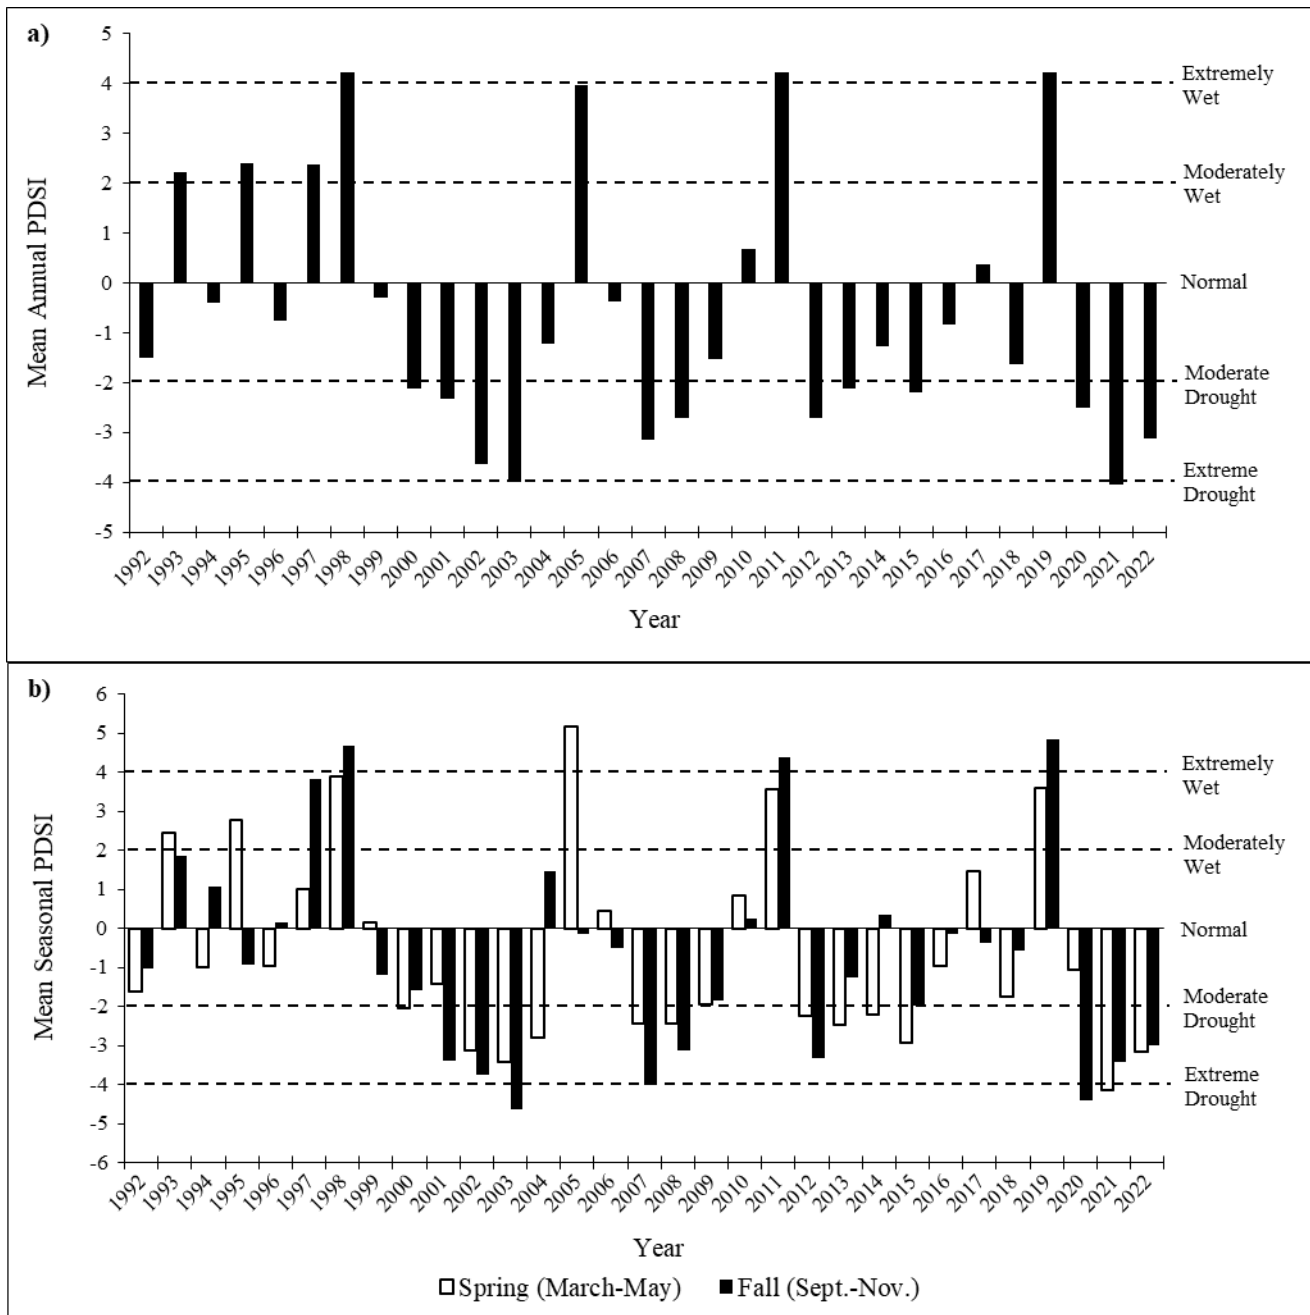 a)
5
4
3
2
1
0
-1
-2
-3
-4
-5
Mean Annual PDSI
Extremely
Wet
Moderately
Wet
Normal
Moderate
Drought
Extreme
Drought
1992 1993 1994 1995 1996 1997 1998 1999 2000 2001 2002 2003 2004 2005 2006 2007 2008 2009 2010 2011 2012 2013 2014 2015 2016 2017 2018 2019 2020 2021 2022
Year
b)
6
5
4
3
2
1
0
-1
-2
-3
-4
-5
-6
Mean Seasonal PDSI
Extremely
Wet
Moderately
Wet
Normal
Moderate
Drought
Extreme
Drought
1992 1993 1994 1995 1996 1997 1998 1999 2000 2001 2002 2003 2004 2005 2006 2007 2008 2009 2010 2011 2012 2013 2014 2015 2016 2017 2018 2019 2020 2021 2022
Year
Spring (March-May) Fall (Sept.-Nov.)